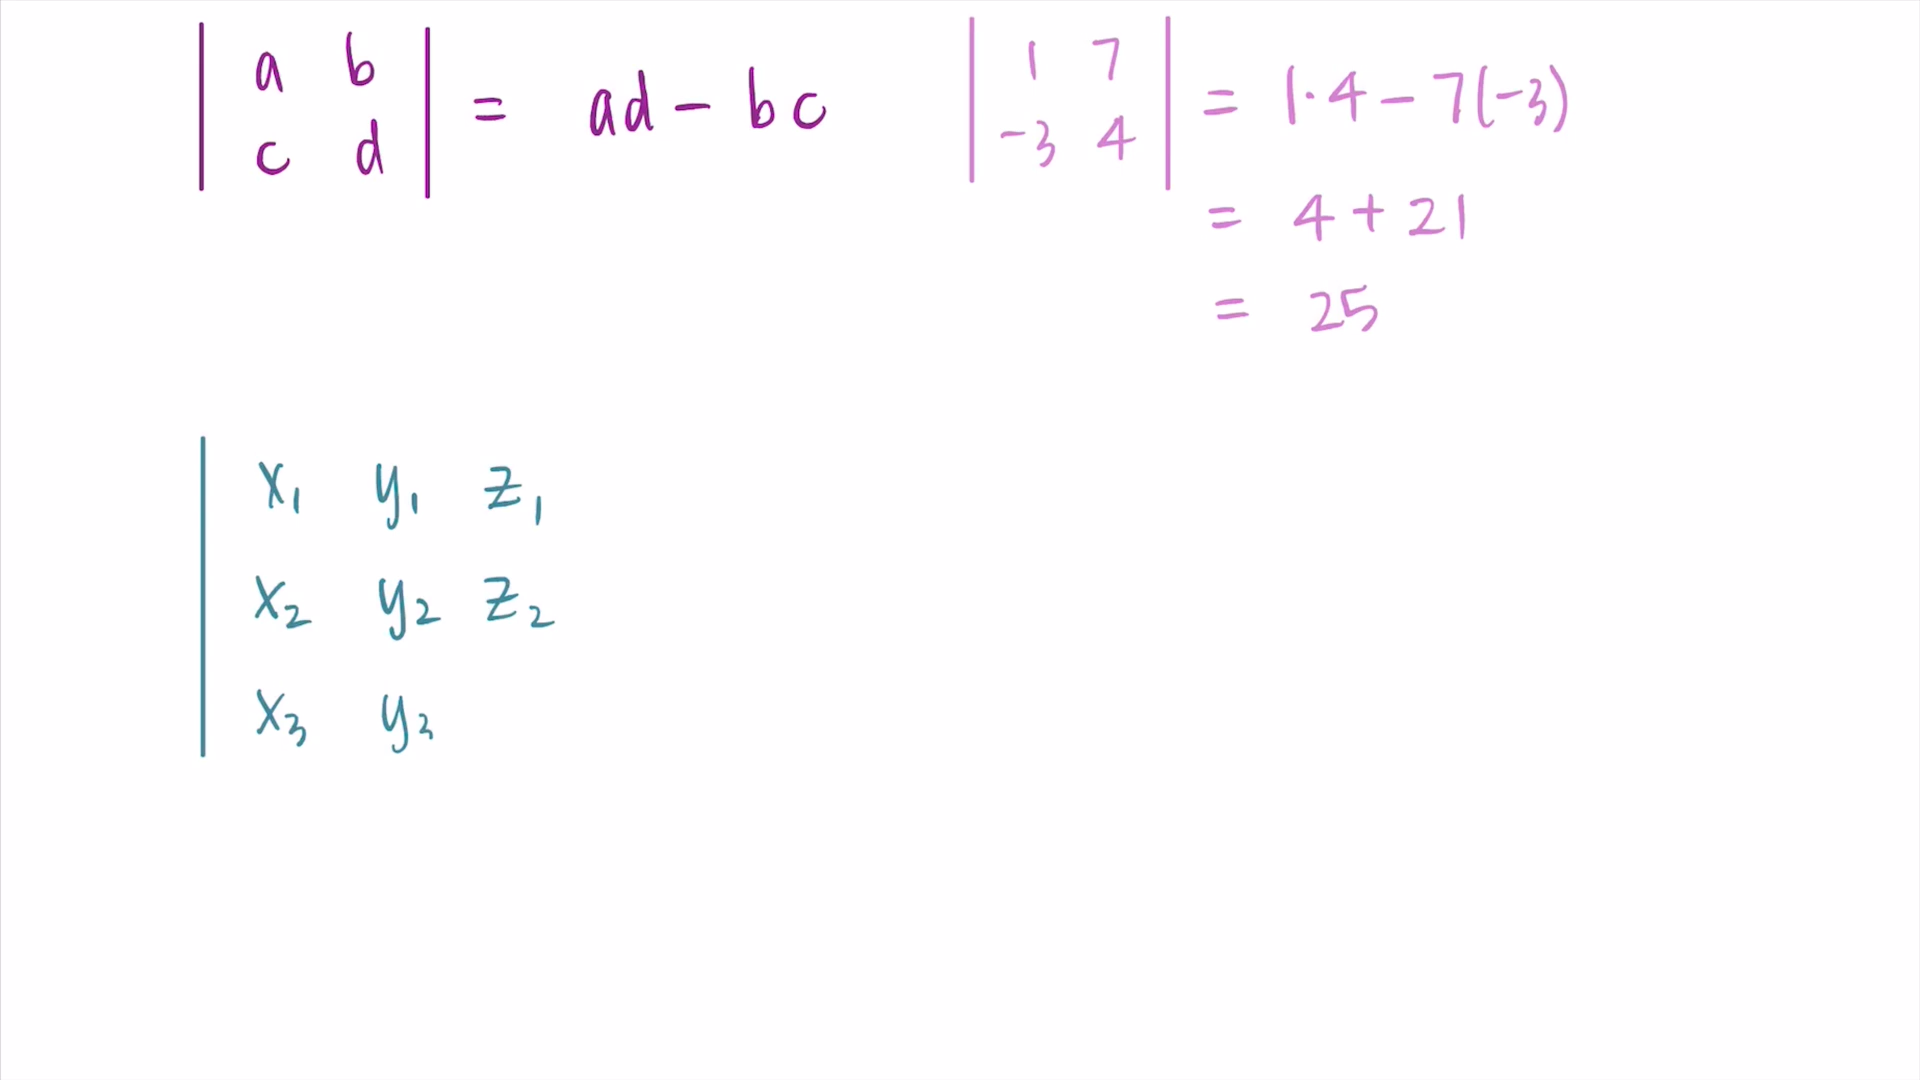 | a b | = ad - bc
| c d |
| 1 7 | = 1·4 - 7(-3)
| -3 4 |
= 4 + 21
= 25
| x₁ y₁ z₁
| x₂ y₂ z₂
| x₃ y₃